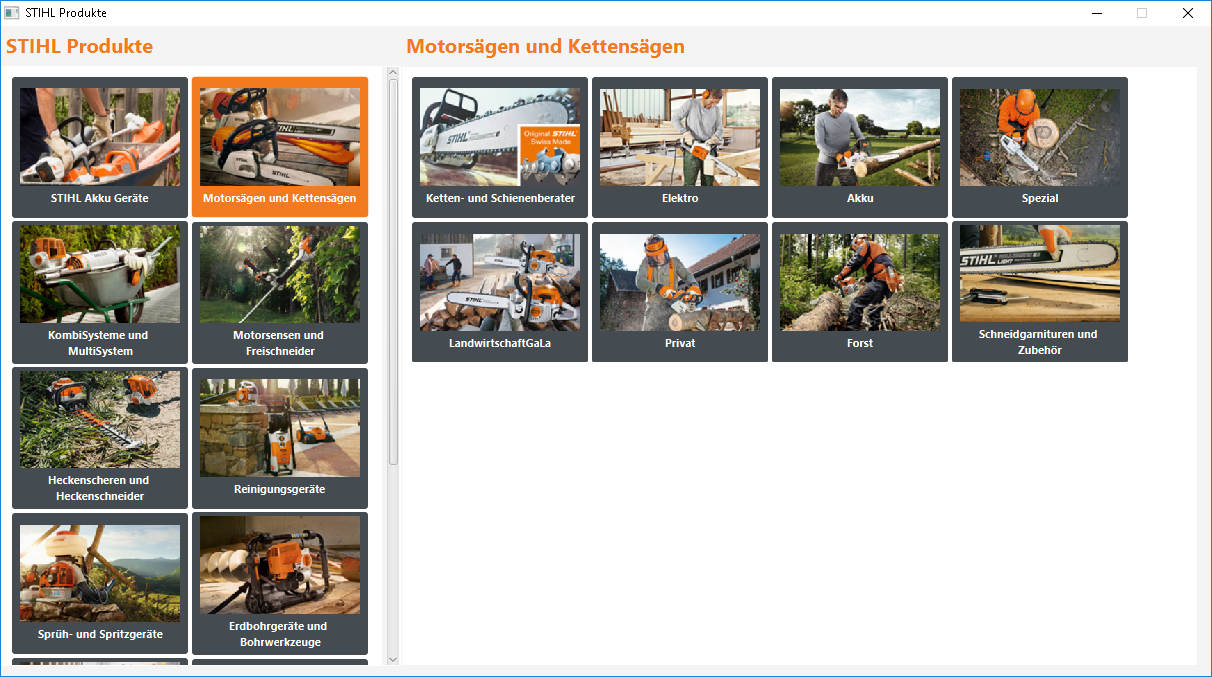 STIHL Produkte
STIHL Produkte
Motorsägen und Kettensägen
STIHL Akku Geräte
Motorsägen und Kettensägen
KombiSysteme und
MultiSystem
Motorsensen und
Freischneider
Heckenscheren und
Heckenschneider
Reinigungsgeräte
Sprüh- und Spritzgeräte
Erdbohrgeräte und
Bohrwerkzeuge
STIHL
Original STIHL
Swiss Made
Ketten- und Schienenberater
Elektro
Akku
Spezial
STIHL
LandwirtschaftGaLa
Privat
Forst
STIHL
LIGHT
Schneidgarnituren und
Zubehör